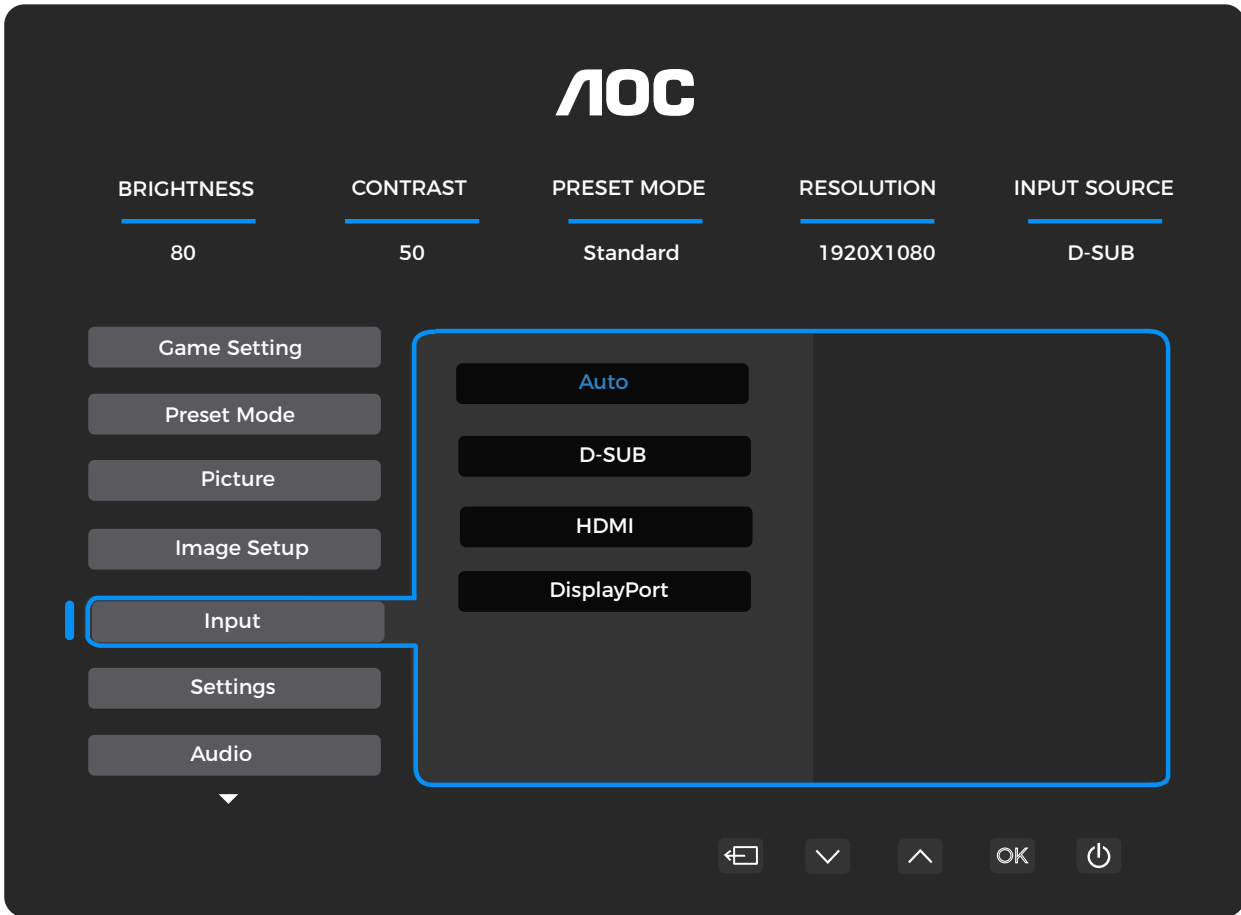 AOC
BRIGHTNESS CONTRAST PRESET MODE RESOLUTION INPUT SOURCE
80 50 Standard 1920X1080 D-SUB
Game Setting
Preset Mode
Picture
Image Setup
Input
Settings
Audio
Auto
D-SUB
HDMI
DisplayPort
OK